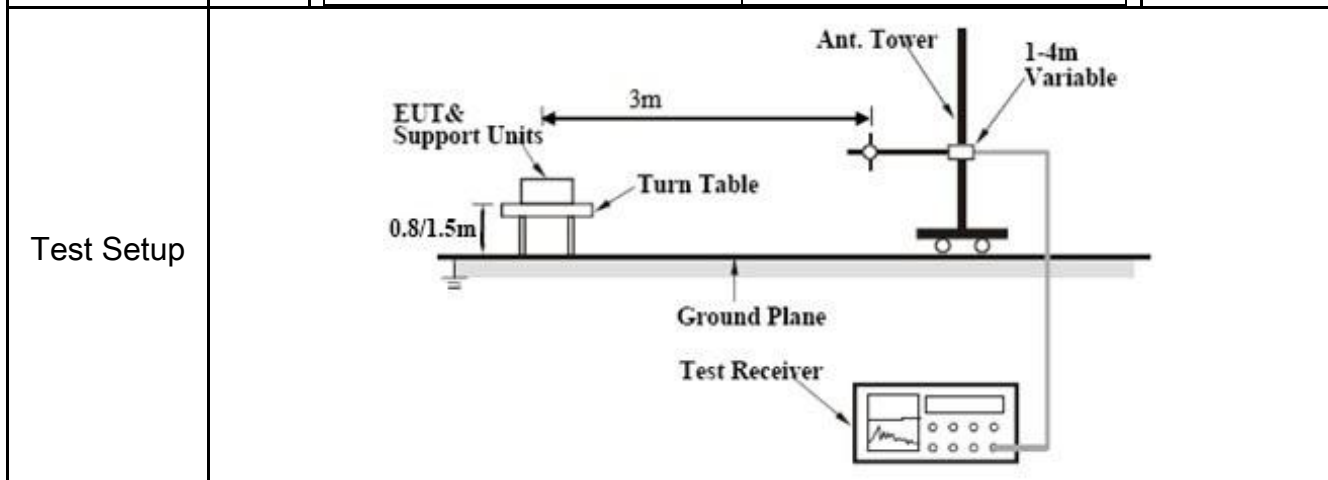 Test Setup
Ant. Tower
1-4m
Variable
3m
EUT&
Support Units
Turn Table
0.8/1.5m
Ground Plane
Test Receiver